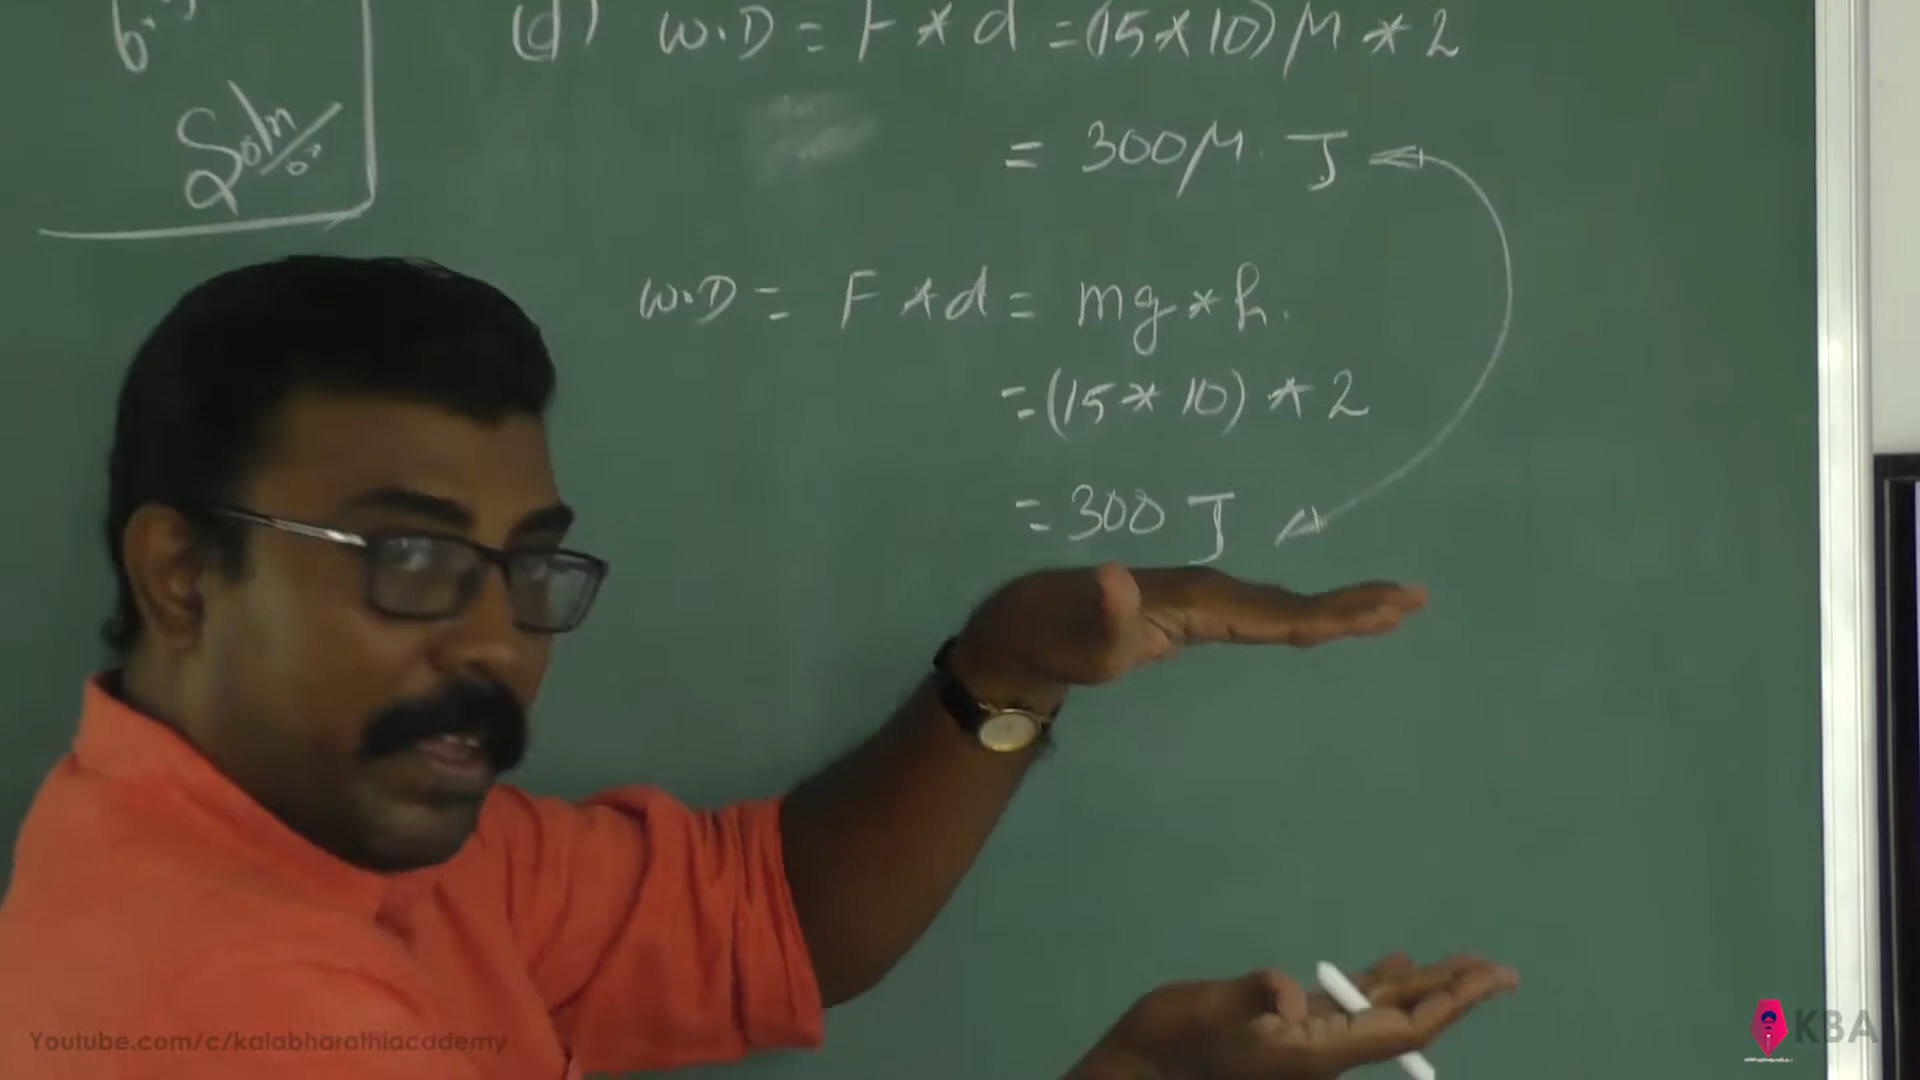 Soln
(d) W.D = F * d = (15*10) M * 2
= 300 M. J
W.D = F * d = mg * h.
= (15 * 10) * 2
= 300 J
Youtube.com/c/kalabharathiacademy
KBA